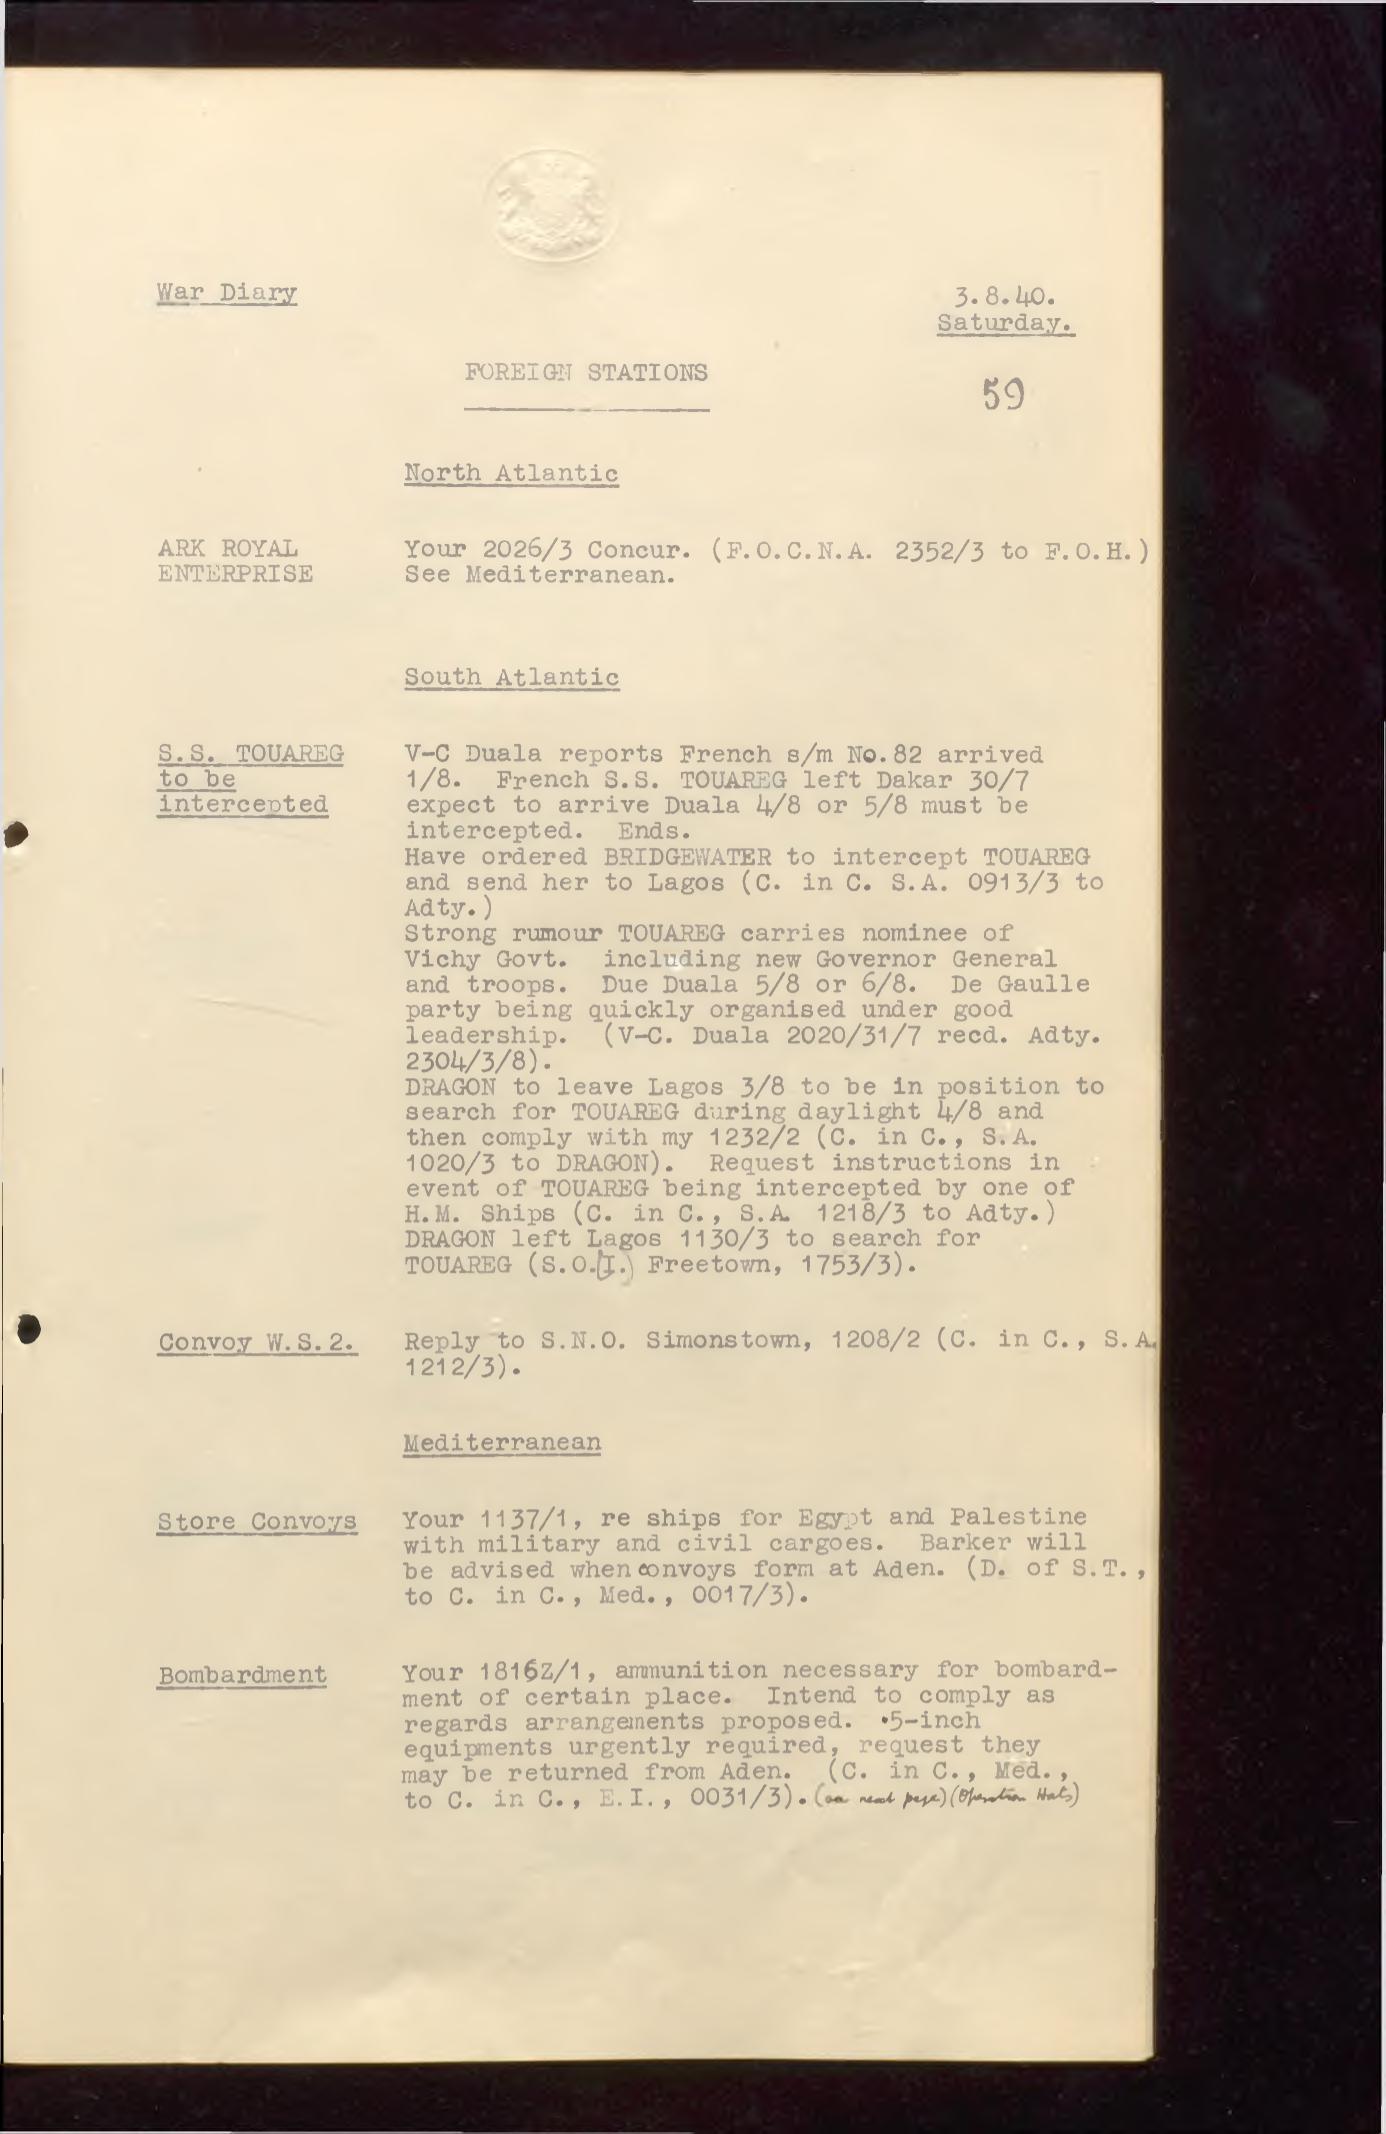 War Diary
3.8.40.
Saturday.
FOREIGN STATIONS
59
North Atlantic
ARK ROYAL
ENTERPRISE
Your 2026/3 Concur. (F.O.C.N.A. 2352/3 to F.O.H.)
See Mediterranean.
South Atlantic
S.S. TOUAREG
to be
intercepted
V-C Duala reports French s/m No.82 arrived
1/8. French S.S. TOUAREG left Dakar 30/7
expect to arrive Duala 4/8 or 5/8 must be
intercepted. Ends.
Have ordered BRIDGEWATER to intercept TOUAREG
and send her to Lagos (C. in C. S.A. 0913/3 to
Adty.)
Strong rumour TOUAREG carries nominee of
Vichy Govt. including new Governor General
and troops. Due Duala 5/8 or 6/8. De Gaulle
party being quickly organised under good
leadership. (V-C. Duala 2020/31/7 recd. Adty.
2304/3/8).
DRAGON to leave Lagos 3/8 to be in position to
search for TOUAREG during daylight 4/8 and
then comply with my 1232/2 (C. in C., S.A.
1020/3 to DRAGON). Request instructions in
event of TOUAREG being intercepted by one of
H.M. Ships (C. in C., S.A. 1218/3 to Adty.)
DRAGON left Lagos 1130/3 to search for
TOUAREG (S.O.(I.) Freetown, 1753/3).
Convoy W.S.2.
Reply to S.N.O. Simonstown, 1208/2 (C. in C., S.A.
1212/3).
Mediterranean
Store Convoys
Your 1137/1, re ships for Egypt and Palestine
with military and civil cargoes. Barker will
be advised when convoys form at Aden. (D. of S.T.,
to C. in C., Med., 0017/3).
Bombardment
Your 1816Z/1, ammunition necessary for bombard-
ment of certain place. Intend to comply as
regards arrangements proposed. .5-inch
equipments urgently required, request they
may be returned from Aden. (C. in C., Med.,
to C. in C., E.I., 0031/3). (on next page) (Operation Hats)